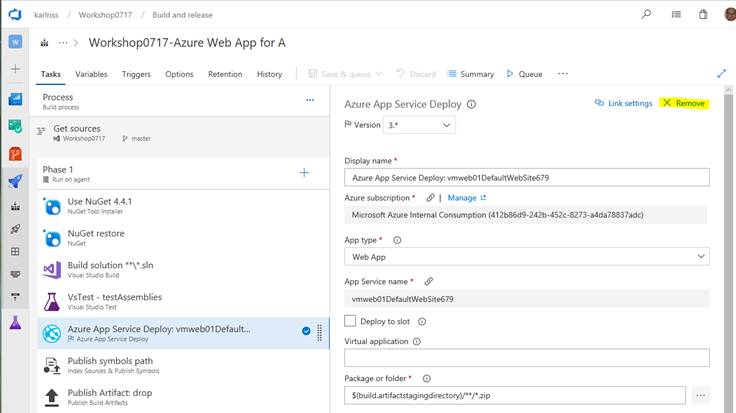 karlriss / Workshop0717 / Build and release
W
··· > Workshop0717-Azure Web App for A
Tasks Variables Triggers Options Retention History Save & queue Discard Summary Queue ···
Process
Build process
···
Get sources
Workshop0717 master
Phase 1
Run on agent
+
Use NuGet 4.4.1
NuGet Tool Installer
NuGet restore
NuGet
Build solution **\*.sln
Visual Studio Build
VsTest - testAssemblies
Visual Studio Test
Azure App Service Deploy: vmweb01Default...
Azure App Service Deploy
Publish symbols path
Index Sources & Publish Symbols
Publish Artifact: drop
Publish Build Artifacts
Azure App Service Deploy
Link settings Remove
Version 3.*
Display name *
Azure App Service Deploy: vmweb01DefaultWebSite679
Azure subscription * | Manage
Microsoft Azure Internal Consumption (412b86d9-242b-452c-8273-a4da78837adc)
App type *
Web App
App Service name *
vmweb01DefaultWebSite679
Deploy to slot
Virtual application
Package or folder *
$(build.artifactstagingdirectory)/**/*.zip
···